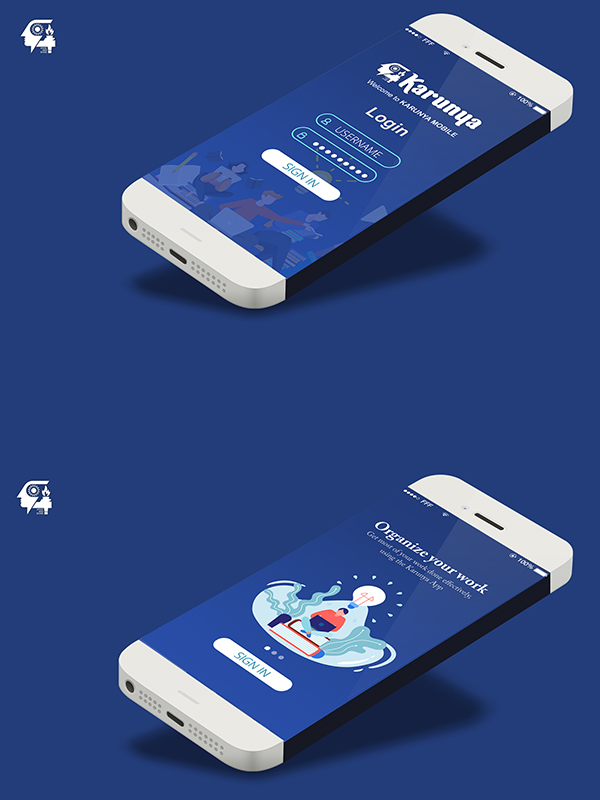 FFF
100%
Karunya
Welcome to KARUNYA MOBILE
Login
USERNAME
SIGN IN
FFF
100%
Organize your work
Get most of your work done effectively,
using the Karunya App
SIGN IN